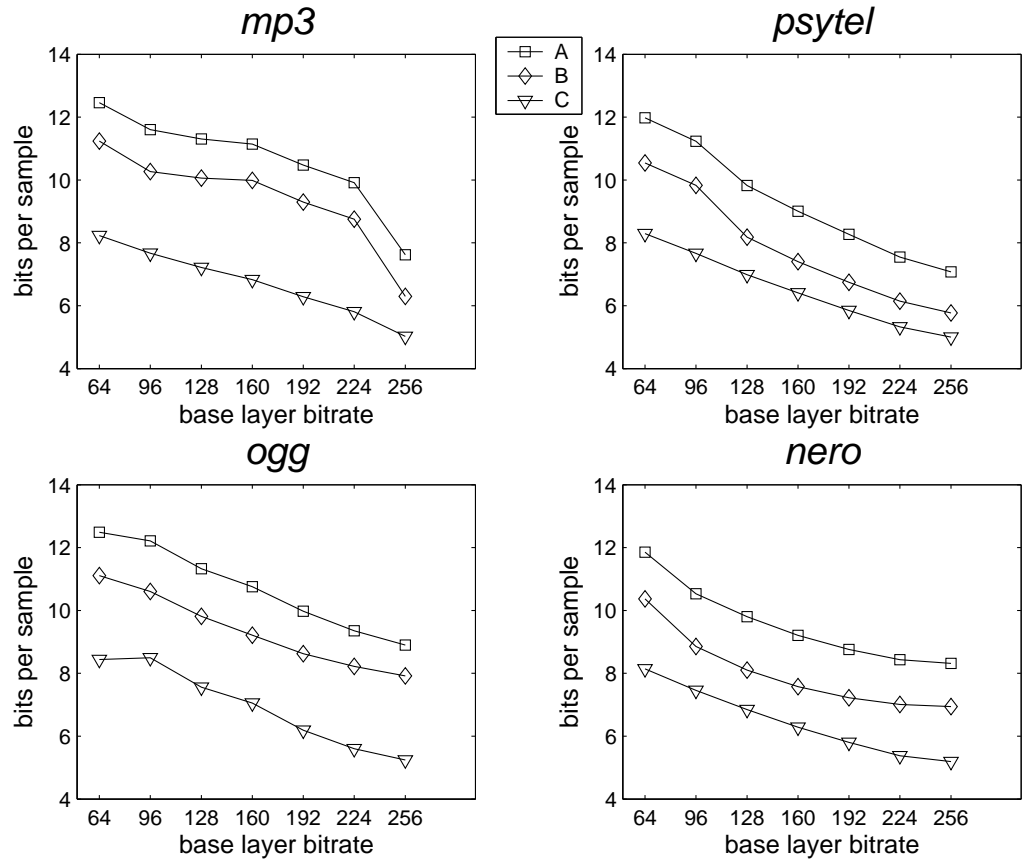 mp3
14
12
10
8
6
4
bits per sample
64 96 128 160 192 224 256
base layer bitrate
A
B
C
psytel
14
12
10
8
6
4
bits per sample
64 96 128 160 192 224 256
base layer bitrate
ogg
14
12
10
8
6
4
bits per sample
64 96 128 160 192 224 256
base layer bitrate
nero
14
12
10
8
6
4
bits per sample
64 96 128 160 192 224 256
base layer bitrate